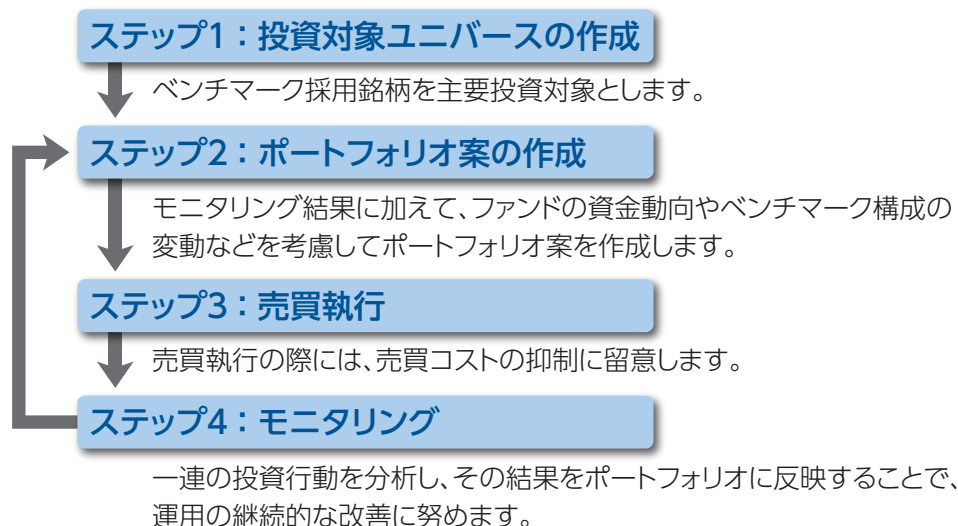 ステップ1：投資対象ユニバースの作成
ベンチマーク採用銘柄を主要投資対象とします。
ステップ2：ポートフォリオ案の作成
モニタリング結果に加えて、ファンドの資金動向やベンチマーク構成の
変動などを考慮してポートフォリオ案を作成します。
ステップ3：売買執行
売買執行の際には、売買コストの抑制に留意します。
ステップ4：モニタリング
一連の投資行動を分析し、その結果をポートフォリオに反映することで、
運用の継続的な改善に努めます。